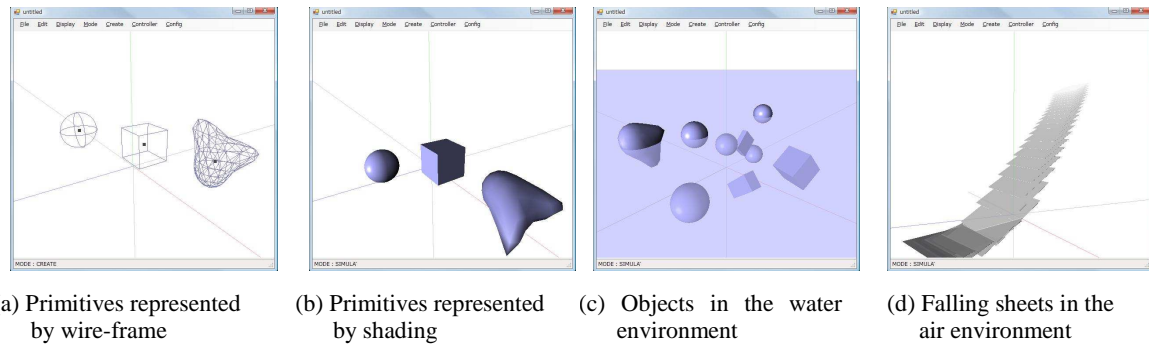 untitled
File Edit Display Mode Create Controller Config
MODE : CREATE
untitled
File Edit Display Mode Create Controller Config
MODE : SIMULA'
untitled
File Edit Display Mode Create Controller Config
MODE : SIMULA'
untitled
File Edit Display Mode Create Controller Config
MODE : SIMULA'
a) Primitives represented
by wire-frame
(b) Primitives represented
by shading
(c) Objects in the water
environment
(d) Falling sheets in the
air environment